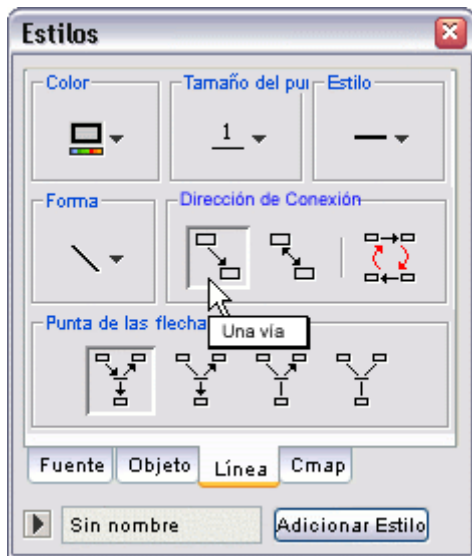 Estilos
Color
Tamaño del pu
Estilo
1
Forma
Dirección de Conexión
Punta de las flecha
Una vía
Fuente
Objeto
Línea
Cmap
Sin nombre
Adicionar Estilo